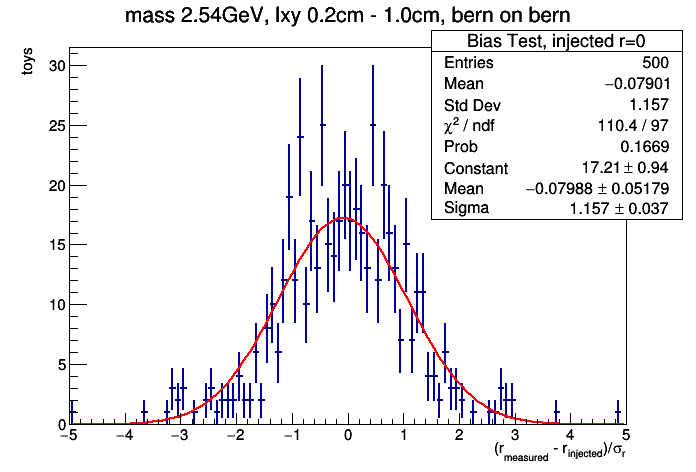 mass 2.54GeV, lxy 0.2cm - 1.0cm, bern on bern
Bias Test, injected r=0
Entries 500
Mean −0.07901
Std Dev 1.157
χ² / ndf 110.4 / 97
Prob 0.1669
Constant 17.21 ± 0.94
Mean −0.07988 ± 0.05179
Sigma 1.157 ± 0.037
toys
30
25
20
15
10
5
0
−5 −4 −3 −2 −1 0 1 2 3 4 5
(r_measured - r_injected)/σ_r